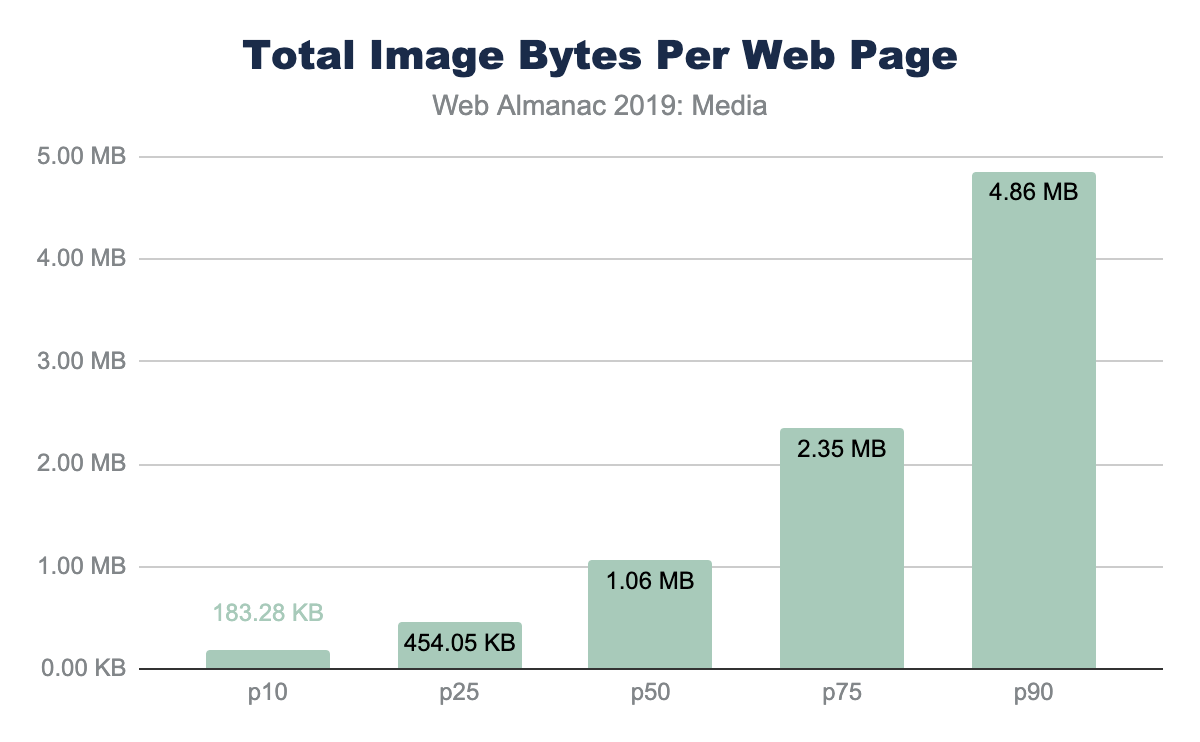 Total Image Bytes Per Web Page
Web Almanac 2019: Media
5.00 MB
4.00 MB
3.00 MB
2.00 MB
1.00 MB
0.00 KB
183.28 KB
454.05 KB
1.06 MB
2.35 MB
4.86 MB
p10
p25
p50
p75
p90